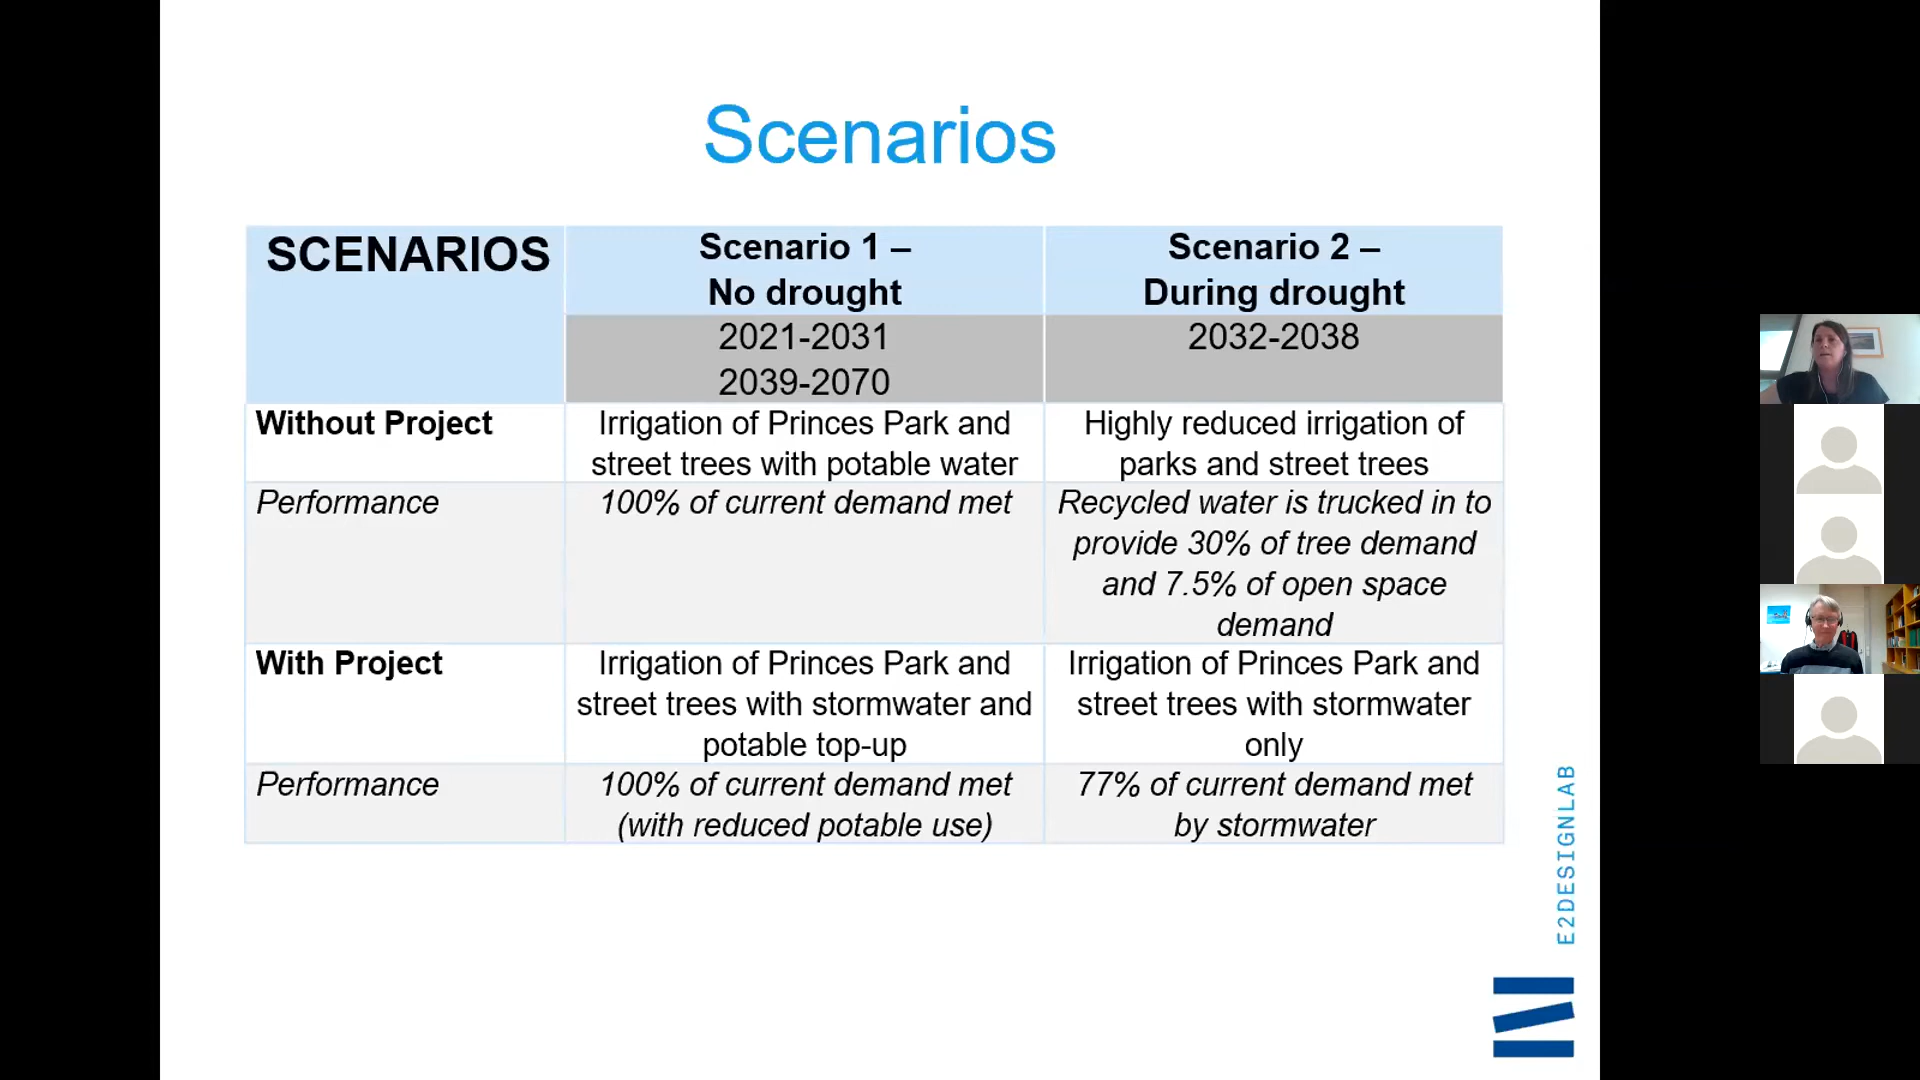 Scenarios
SCENARIOS
Scenario 1 –
No drought
Scenario 2 –
During drought
2021-2031
2039-2070
2032-2038
Without Project
Irrigation of Princes Park and
street trees with potable water
Highly reduced irrigation of
parks and street trees
Performance
100% of current demand met
Recycled water is trucked in to
provide 30% of tree demand
and 7.5% of open space
demand
With Project
Irrigation of Princes Park and
street trees with stormwater and
potable top-up
Irrigation of Princes Park and
street trees with stormwater
only
Performance
100% of current demand met
(with reduced potable use)
77% of current demand met
by stormwater
E2DESIGNLAB